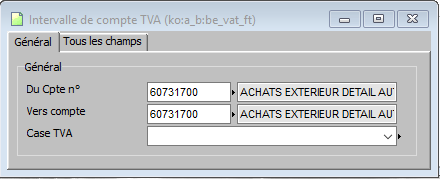 Intervalle de compte TVA (ko:a_b:be_vat_ft)
Général Tous les champs
Général
Du Cpte n° 60731700 ACHATS EXTERIEUR DETAIL AU
Vers compte 60731700 ACHATS EXTERIEUR DETAIL AU
Case TVA